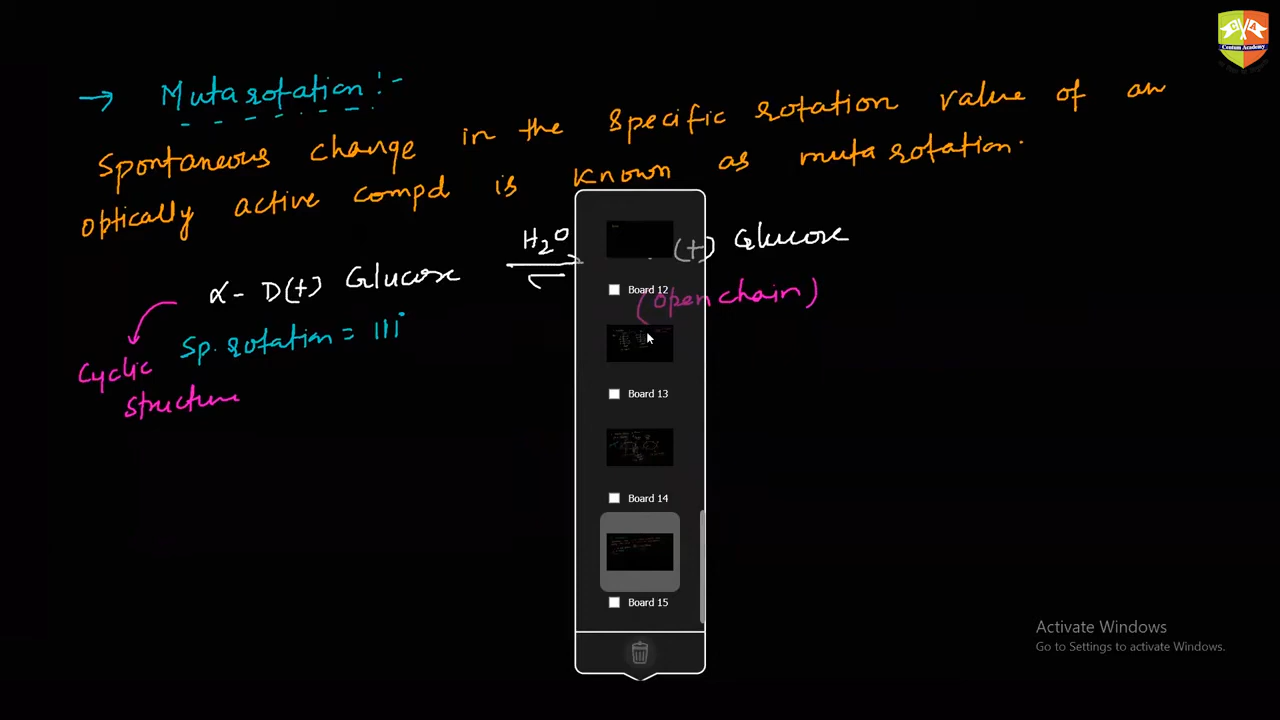 → Mutarotation :-
Spontaneous change in the specific rotation value of an
optically active compd is known as mutarotation.
α- D(+) Glucose H2O (+) Glucose
(open chain)
Sp. rotation = 111°
Cyclic
structure
Board 12
Board 13
Board 14
Board 15
Activate Windows
Go to Settings to activate Windows.
C A
Centum Academy